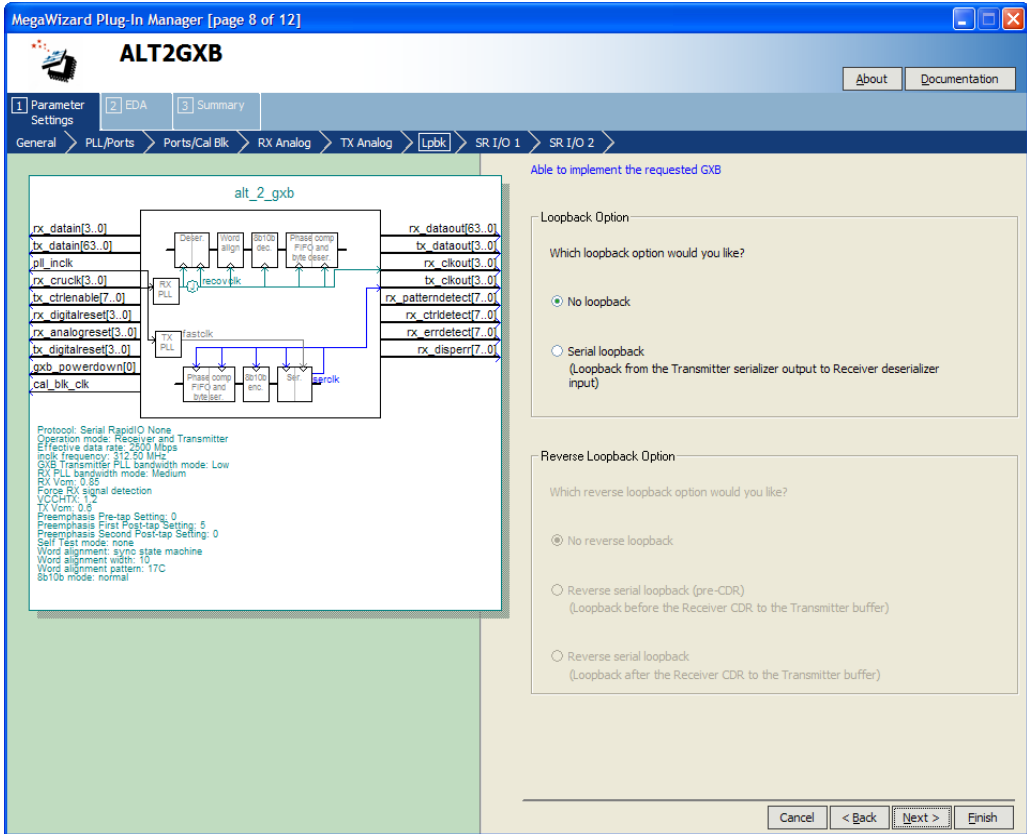 MegaWizard Plug-In Manager [page 8 of 12]
ALT2GXB
About
Documentation
1 Parameter Settings
2 EDA
3 Summary
General
PLL/Ports
Ports/Cal Blk
RX Analog
TX Analog
Lpbk
SR I/O 1
SR I/O 2
alt_2_gxb
rx_datain[3..0]
tx_datain[63..0]
pll_inclk
rx_cruclk[3..0]
tx_ctrlenable[7..0]
rx_digitalreset[3..0]
rx_analogreset[3..0]
tx_digitalreset[3..0]
gxb_powerdown[0]
cal_blk_clk
Deser.
Word align
8b10b dec.
Phase comp FIFO and byte deser.
RX PLL
recovclk
TX PLL
fastclk
Phase comp FIFO and byte ser.
8b10b enc.
Ser.
serclk
rx_dataout[63..0]
tx_dataout[3..0]
rx_clkout[3..0]
tx_clkout[3..0]
rx_patterndetect[7..0]
rx_ctrldetect[7..0]
rx_errdetect[7..0]
rx_disperr[7..0]
Protocol: Serial RapidIO None
Operation mode: Receiver and Transmitter
Effective data rate: 2500 Mbps
inclk frequency: 312.50 MHz
GXB Transmitter PLL bandwidth mode: Low
RX PLL bandwidth mode: Medium
RX Vcm: 0.85
Force RX signal detection
VCCHTX: 1.2
TX Vcm: 0.6
Preemphasis Pre-tap Setting: 0
Preemphasis First Post-tap Setting: 5
Preemphasis Second Post-tap Setting: 0
Self Test mode: none
Word alignment: sync state machine
Word alignment width: 10
Word alignment pattern: 17C
8b10b mode: normal
Able to implement the requested GXB
Loopback Option
Which loopback option would you like?
No loopback
Serial loopback
(Loopback from the Transmitter serializer output to Receiver deserializer
input)
Reverse Loopback Option
Which reverse loopback option would you like?
No reverse loopback
Reverse serial loopback (pre-CDR)
(Loopback before the Receiver CDR to the Transmitter buffer)
Reverse serial loopback
(Loopback after the Receiver CDR to the Transmitter buffer)
Cancel
< Back
Next >
Finish